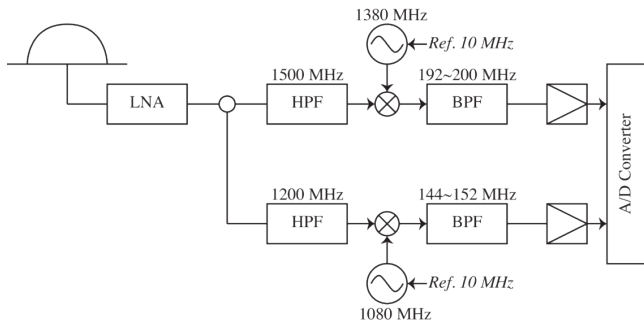 1380 MHz
Ref. 10 MHz
1500 MHz
192~200 MHz
LNA
HPF
BPF
A/D Converter
1200 MHz
144~152 MHz
HPF
BPF
Ref. 10 MHz
1080 MHz